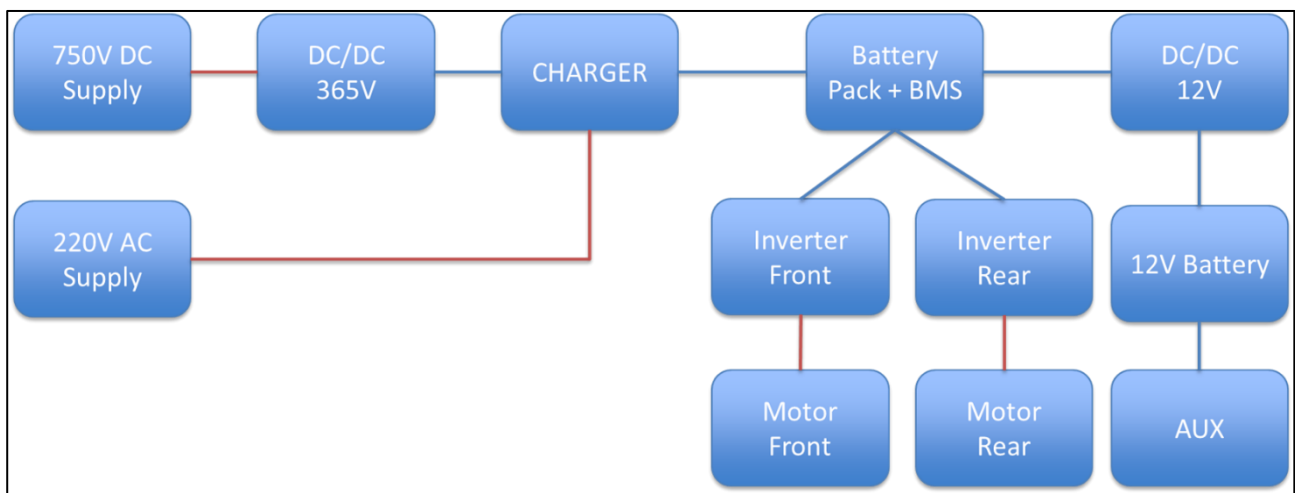 750V DC
Supply
DC/DC
365V
CHARGER
Battery
Pack + BMS
DC/DC
12V
220V AC
Supply
Inverter
Front
Inverter
Rear
12V Battery
Motor
Front
Motor
Rear
AUX